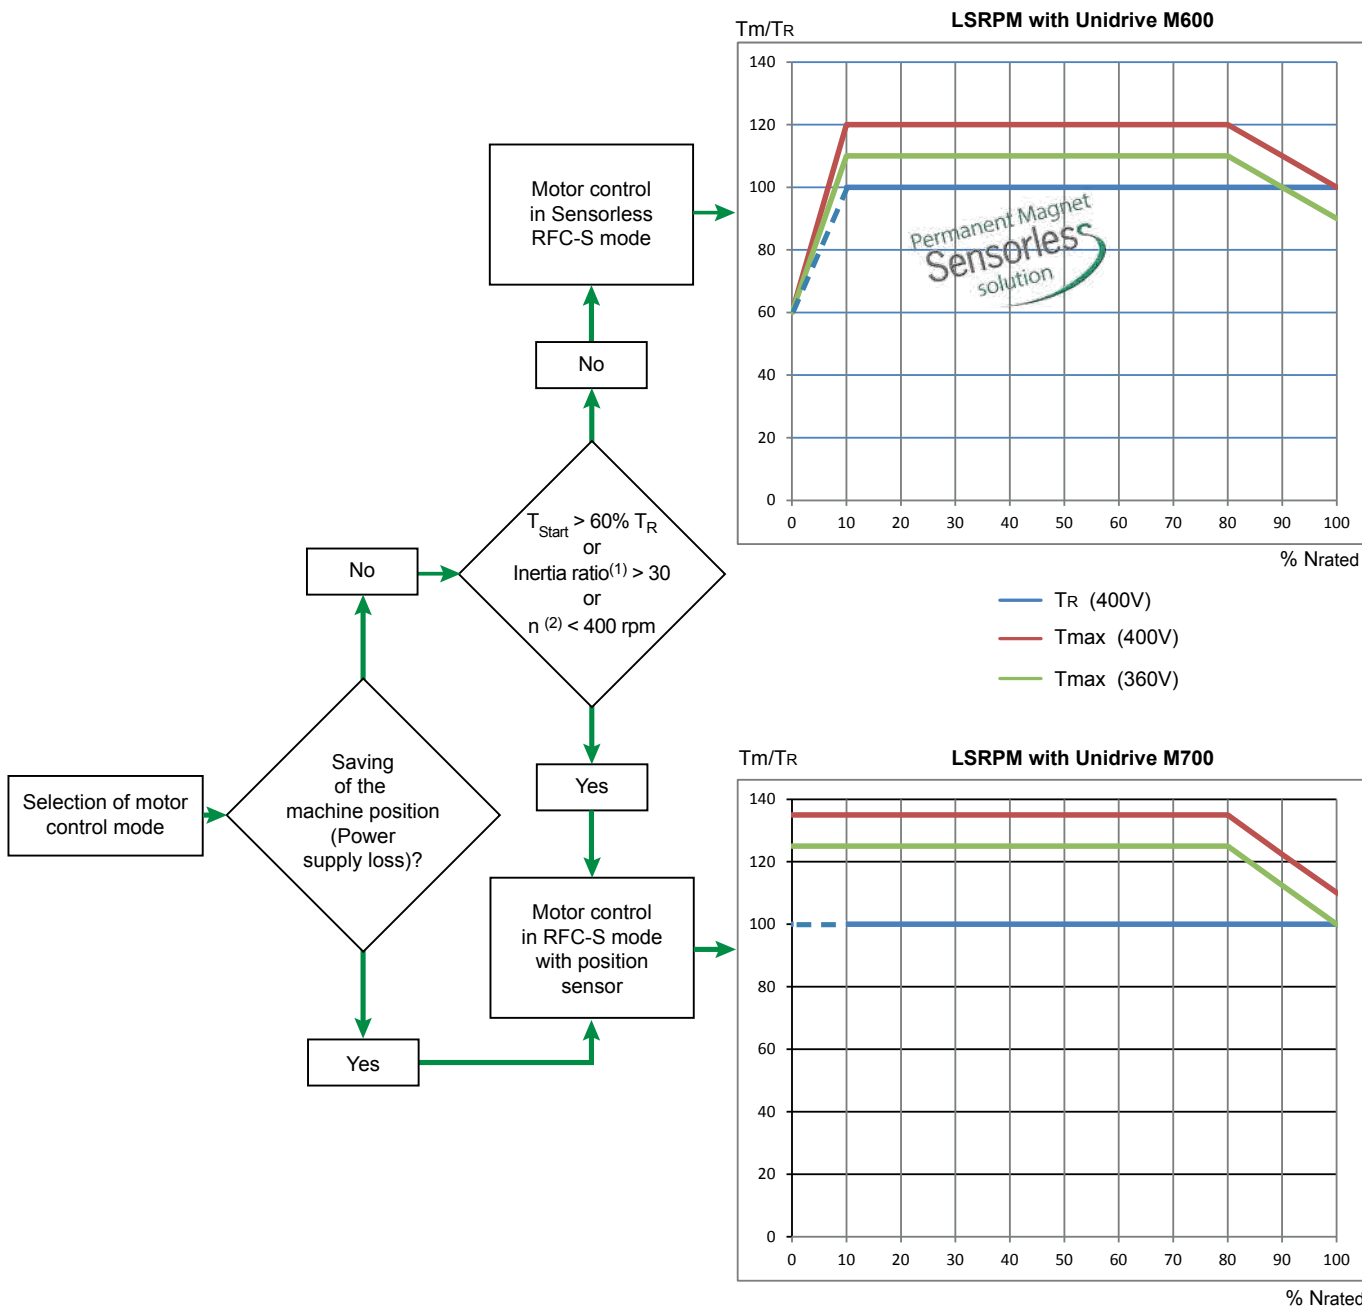 LSRPM with Unidrive M600
Tm/TR
140
120
100
80
60
40
20
0
0 10 20 30 40 50 60 70 80 90 100
% Nrated
Permanent Magnet
Sensorless
solution
TR (400V)
Tmax (400V)
Tmax (360V)
Motor control
in Sensorless
RFC-S mode
No
TStart > 60% TR
or
Inertia ratio(1) > 30
or
n (2) < 400 rpm
No
Yes
Selection of motor
control mode
Saving
of the
machine position
(Power
supply loss)?
Motor control
in RFC-S mode
with position
sensor
Yes
LSRPM with Unidrive M700
Tm/TR
140
120
100
80
60
40
20
0
0 10 20 30 40 50 60 70 80 90 100
% Nrated